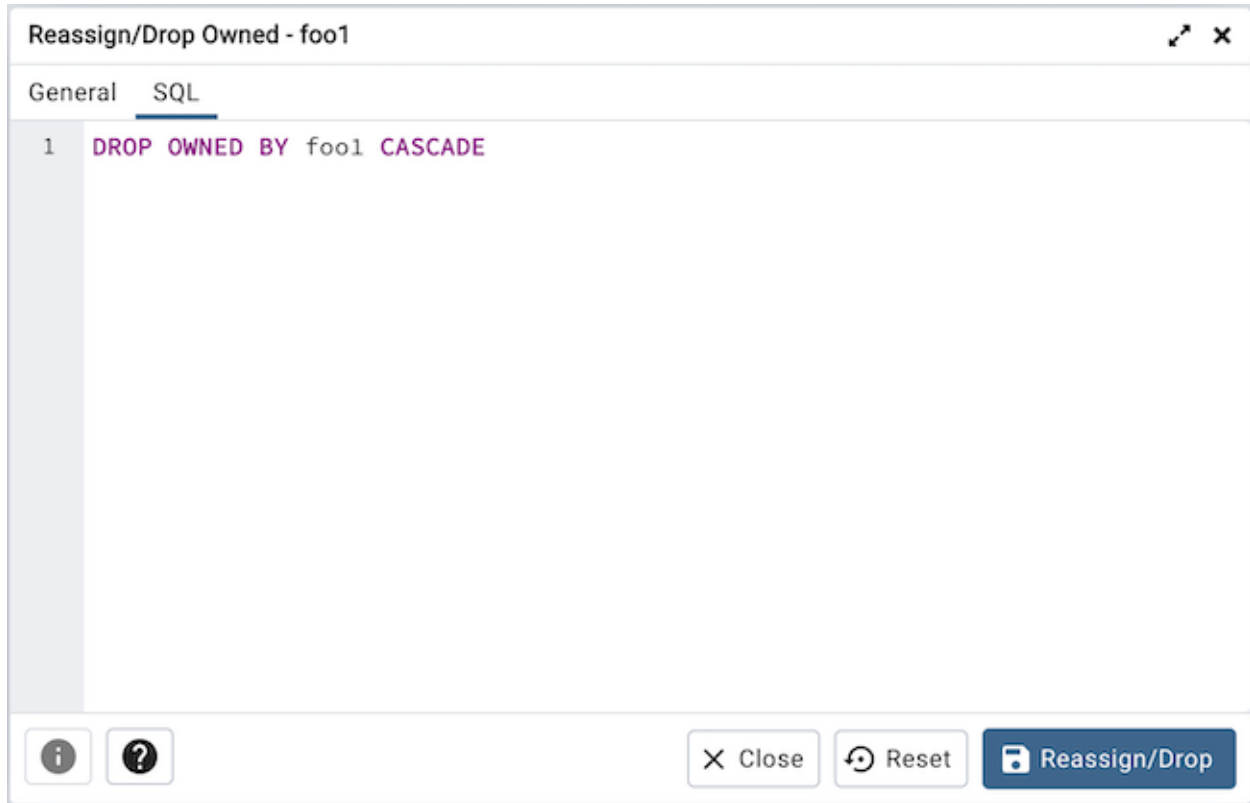 Reassign/Drop Owned - foo1
General SQL
1 DROP OWNED BY foo1 CASCADE
Close Reset Reassign/Drop